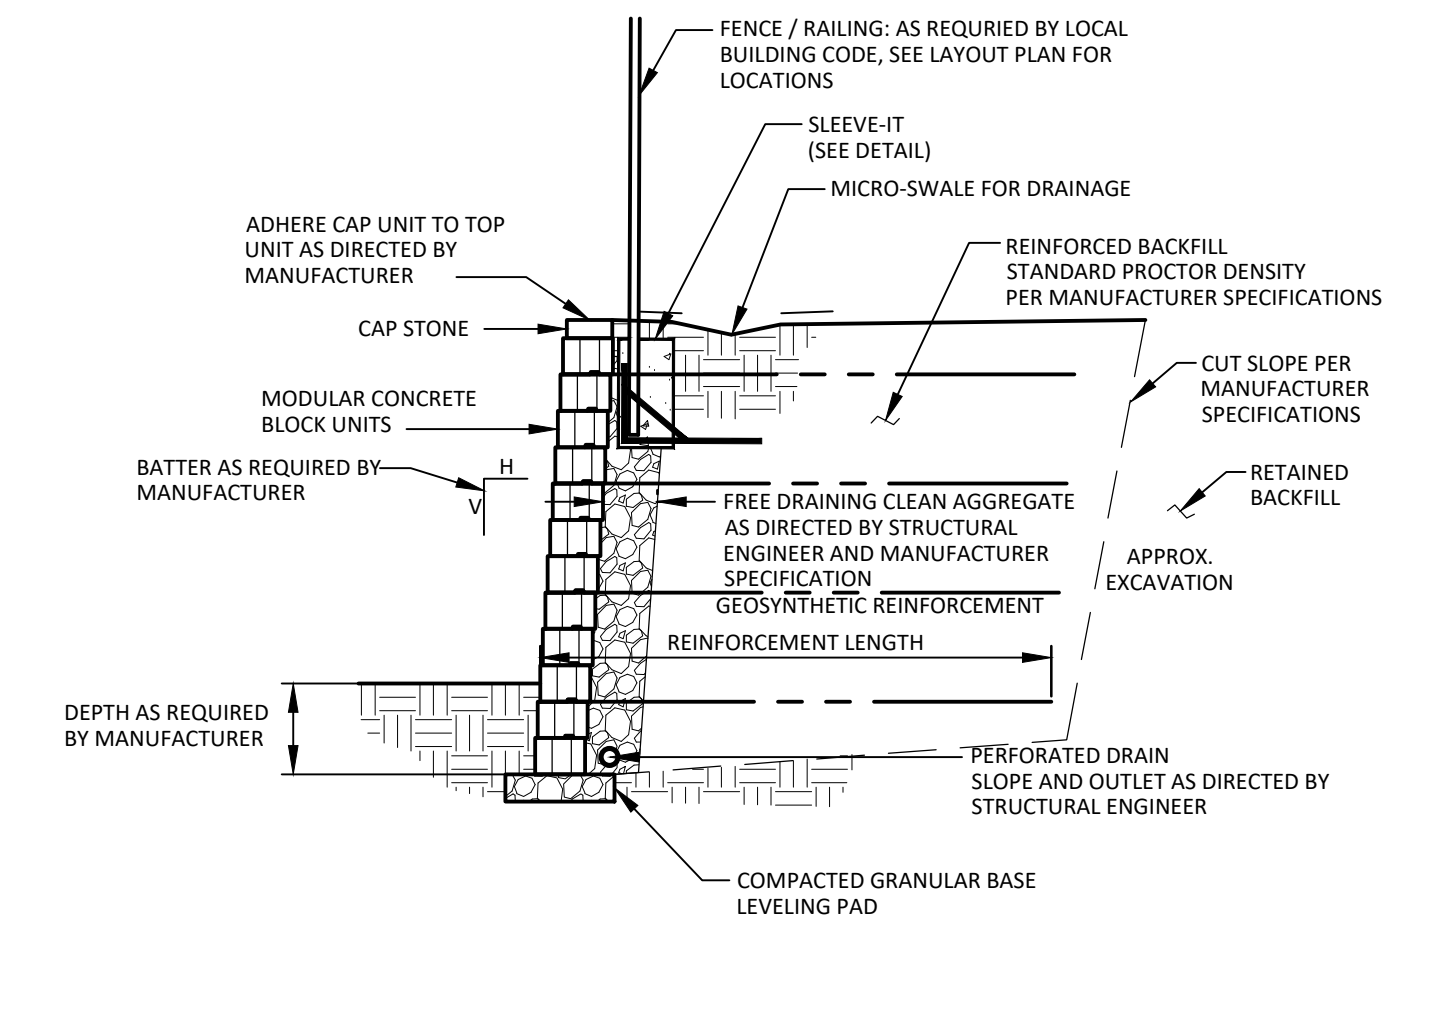 FENCE / RAILING: AS REQURIED BY LOCAL
BUILDING CODE, SEE LAYOUT PLAN FOR
LOCATIONS
SLEEVE-IT
(SEE DETAIL)
MICRO-SWALE FOR DRAINAGE
ADHERE CAP UNIT TO TOP
UNIT AS DIRECTED BY
MANUFACTURER
REINFORCED BACKFILL
STANDARD PROCTOR DENSITY
PER MANUFACTURER SPECIFICATIONS
CAP STONE
CUT SLOPE PER
MANUFACTURER
SPECIFICATIONS
MODULAR CONCRETE
BLOCK UNITS
BATTER AS REQUIRED BY
MANUFACTURER
H
V
RETAINED
BACKFILL
FREE DRAINING CLEAN AGGREGATE
AS DIRECTED BY STRUCTURAL
ENGINEER AND MANUFACTURER
SPECIFICATION
APPROX.
EXCAVATION
GEOSYNTHETIC REINFORCEMENT
REINFORCEMENT LENGTH
DEPTH AS REQUIRED
BY MANUFACTURER
PERFORATED DRAIN
SLOPE AND OUTLET AS DIRECTED BY
STRUCTURAL ENGINEER
COMPACTED GRANULAR BASE
LEVELING PAD